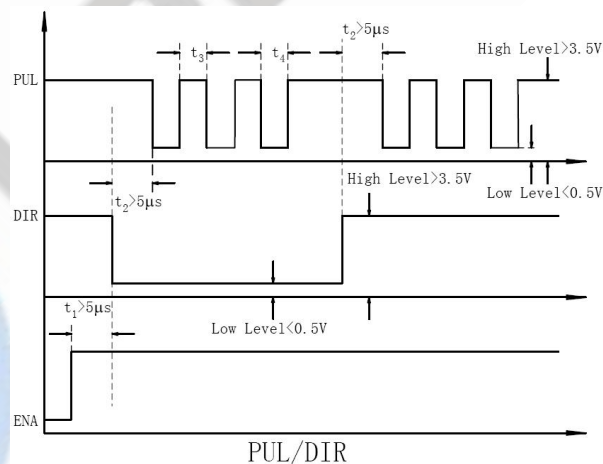 t₂>5μs
t₃
t₄
High Level>3.5V
PUL
High Level>3.5V
Low Level<0.5V
t₂>5μs
DIR
t₁>5μs
Low Level<0.5V
ENA
PUL/DIR